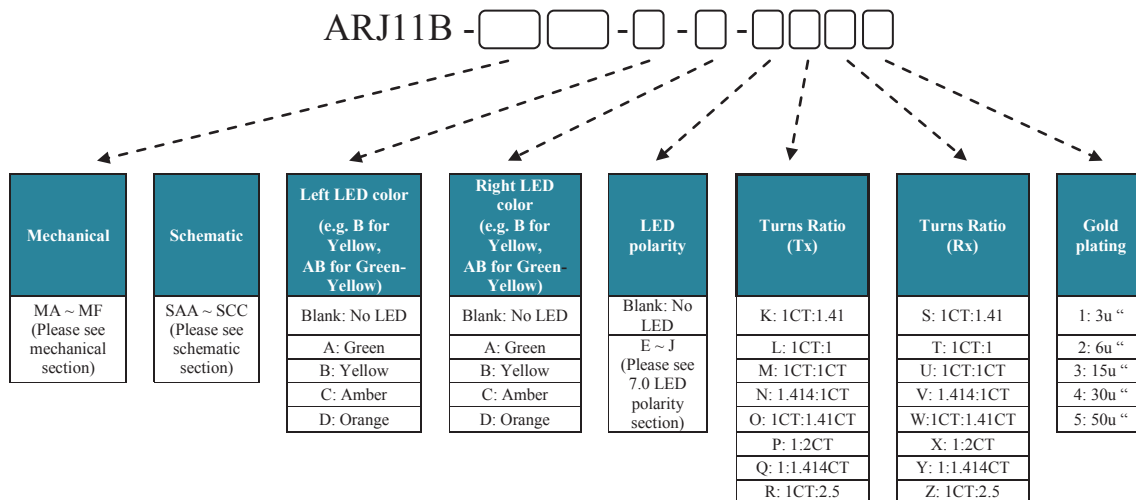 ARJ11B - - - -
Mechanical
MA ~ MF
(Please see
mechanical
section)
Schematic
SAA ~ SCC
(Please see
schematic
section)
Left LED color
(e.g. B for
Yellow,
AB for Green-
Yellow)
Blank: No LED
A: Green
B: Yellow
C: Amber
D: Orange
Right LED
color
(e.g. B for
Yellow,
AB for Green-
Yellow)
Blank: No LED
A: Green
B: Yellow
C: Amber
D: Orange
LED
polarity
Blank: No
LED
E ~ J
(Please see
7.0 LED
polarity
section)
Turns Ratio
(Tx)
K: 1CT:1.41
L: 1CT:1
M: 1CT:1CT
N: 1.414:1CT
O: 1CT:1.41CT
P: 1:2CT
Q: 1:1.414CT
R: 1CT:2.5
Turns Ratio
(Rx)
S: 1CT:1.41
T: 1CT:1
U: 1CT:1CT
V: 1.414:1CT
W:1CT:1.41CT
X: 1:2CT
Y: 1:1.414CT
Z: 1CT:2.5
Gold
plating
1: 3u “
2: 6u “
3: 15u “
4: 30u “
5: 50u “